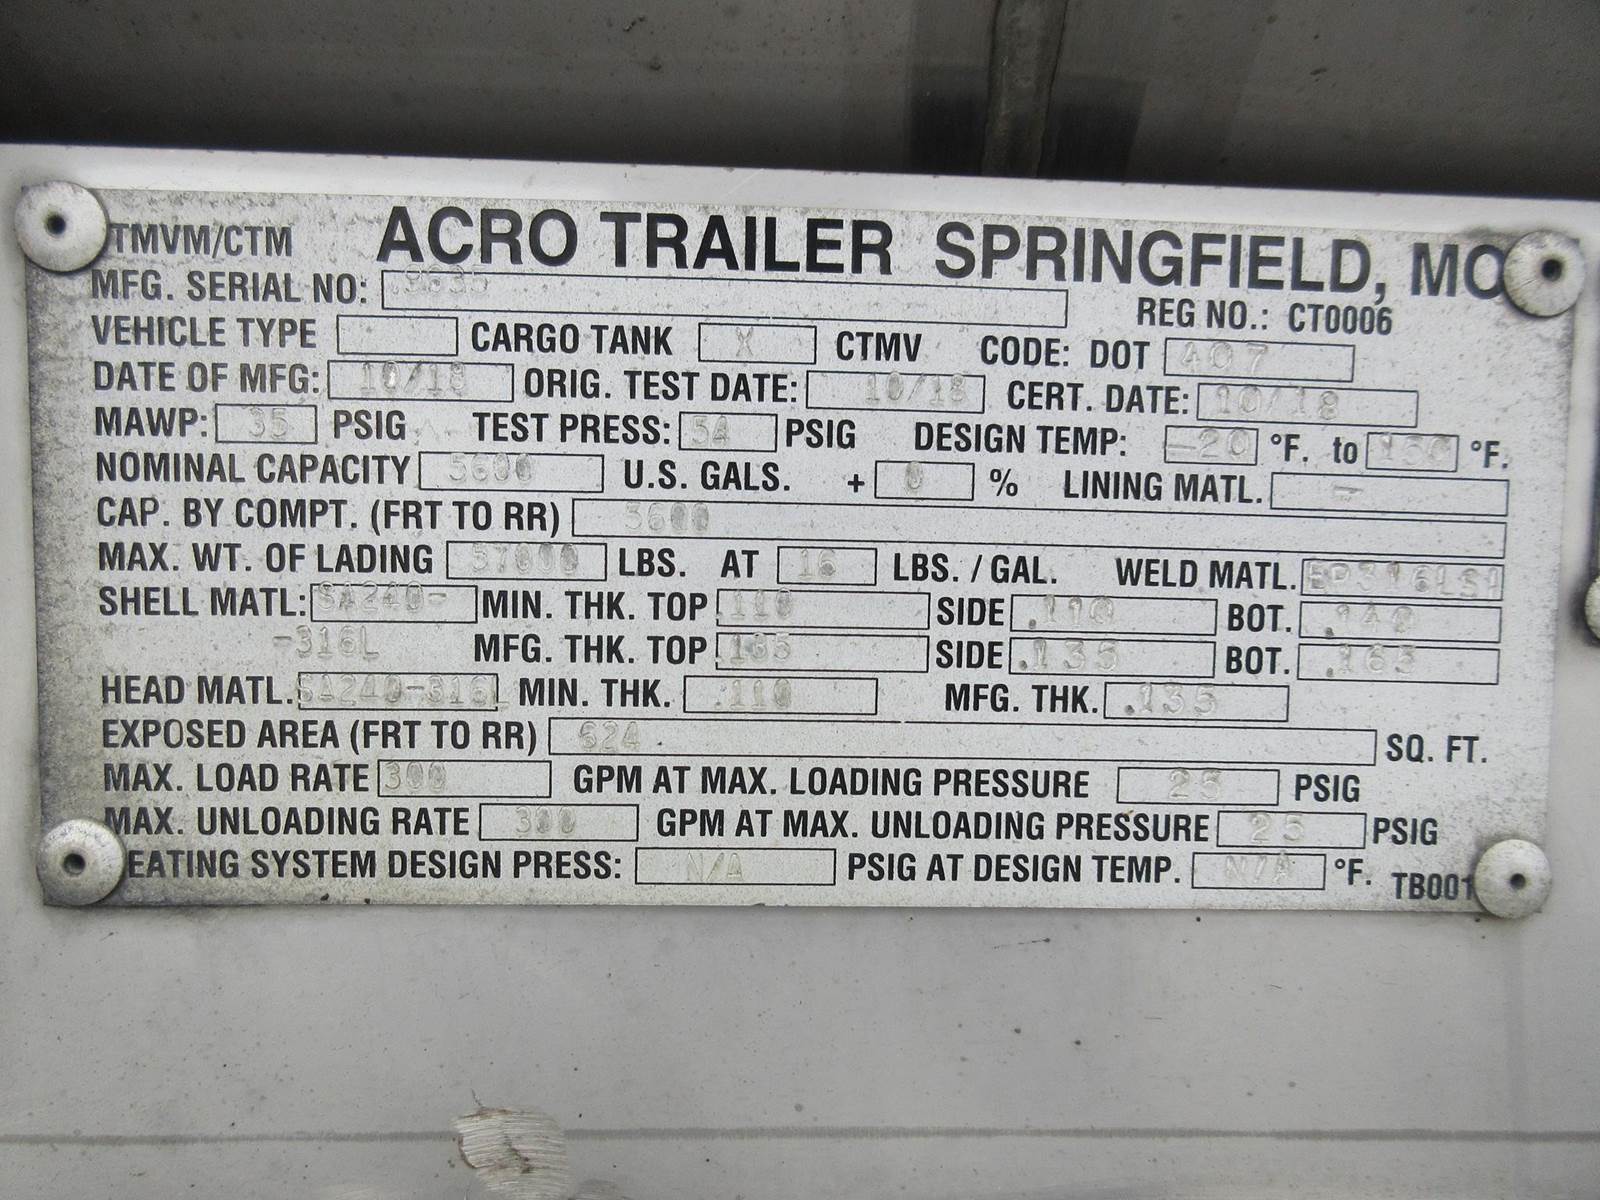 TMVM/CTM ACRO TRAILER SPRINGFIELD, MO
MFG. SERIAL NO: REG NO.: CT0006
VEHICLE TYPE CARGO TANK X CTMV CODE: DOT 407
DATE OF MFG: 10/18 ORIG. TEST DATE: 10/18 CERT. DATE: 10/18
MAWP: 35 PSIG TEST PRESS: 54 PSIG DESIGN TEMP: -20 °F. to 150 °F.
NOMINAL CAPACITY 5600 U.S. GALS. + 0 % LINING MATL. -
CAP. BY COMPT. (FRT TO RR) 5600
MAX. WT. OF LADING 57000 LBS. AT 16 LBS. / GAL. WELD MATL.
SHELL MATL: SA240- MIN. THK. TOP .110 SIDE .110 BOT. .140
-316L MFG. THK. TOP SIDE .135 BOT. .165
HEAD MATL. SA240-316L MIN. THK. .110 MFG. THK. .135
EXPOSED AREA (FRT TO RR) 624 SQ. FT.
MAX. LOAD RATE 300 GPM AT MAX. LOADING PRESSURE 25 PSIG
MAX. UNLOADING RATE 300 GPM AT MAX. UNLOADING PRESSURE 25 PSIG
EATING SYSTEM DESIGN PRESS: N/A PSIG AT DESIGN TEMP. N/A °F. TB001